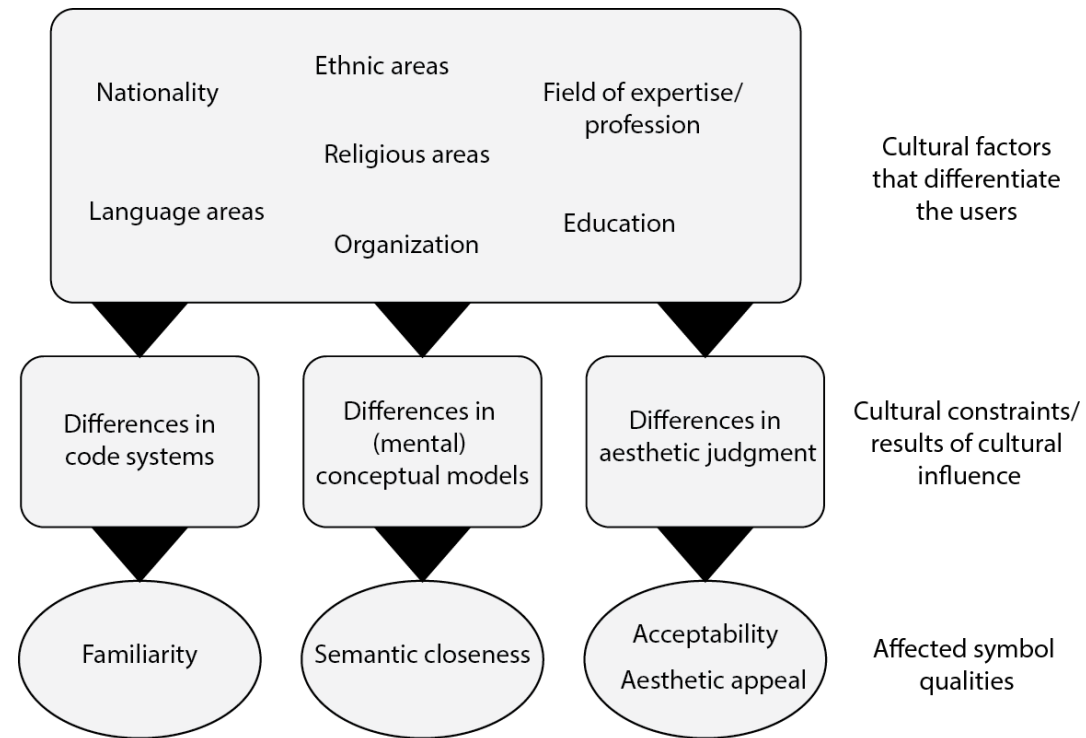 Ethnic areas
Nationality
Field of expertise/
profession
Religious areas
Language areas
Education
Organization
Cultural factors
that differentiate
the users
Differences in
code systems
Differences in
(mental)
conceptual models
Differences in
aesthetic judgment
Cultural constraints/
results of cultural
influence
Familiarity
Semantic closeness
Acceptability
Aesthetic appeal
Affected symbol
qualities